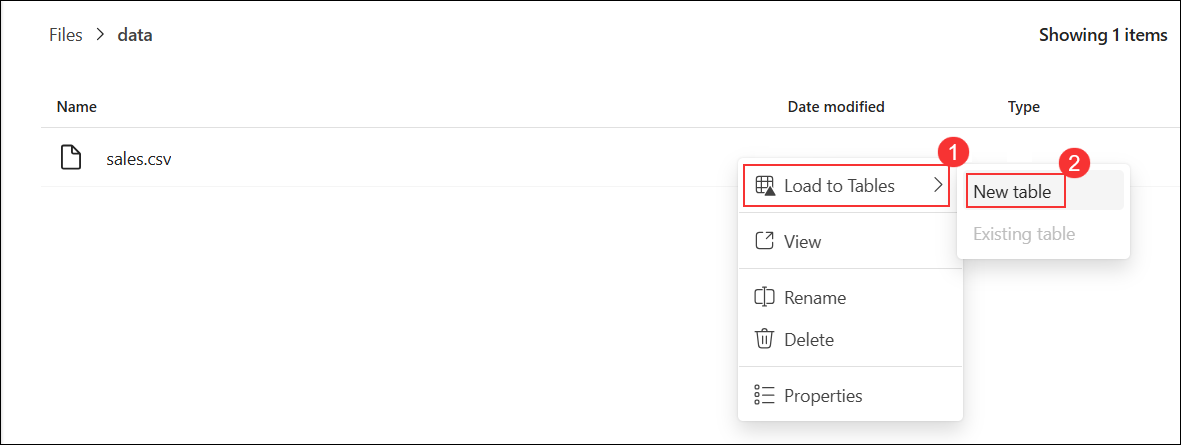 Files > data
Showing 1 items
Name Date modified Type
sales.csv
1
Load to Tables
2
New table
Existing table
View
Rename
Delete
Properties